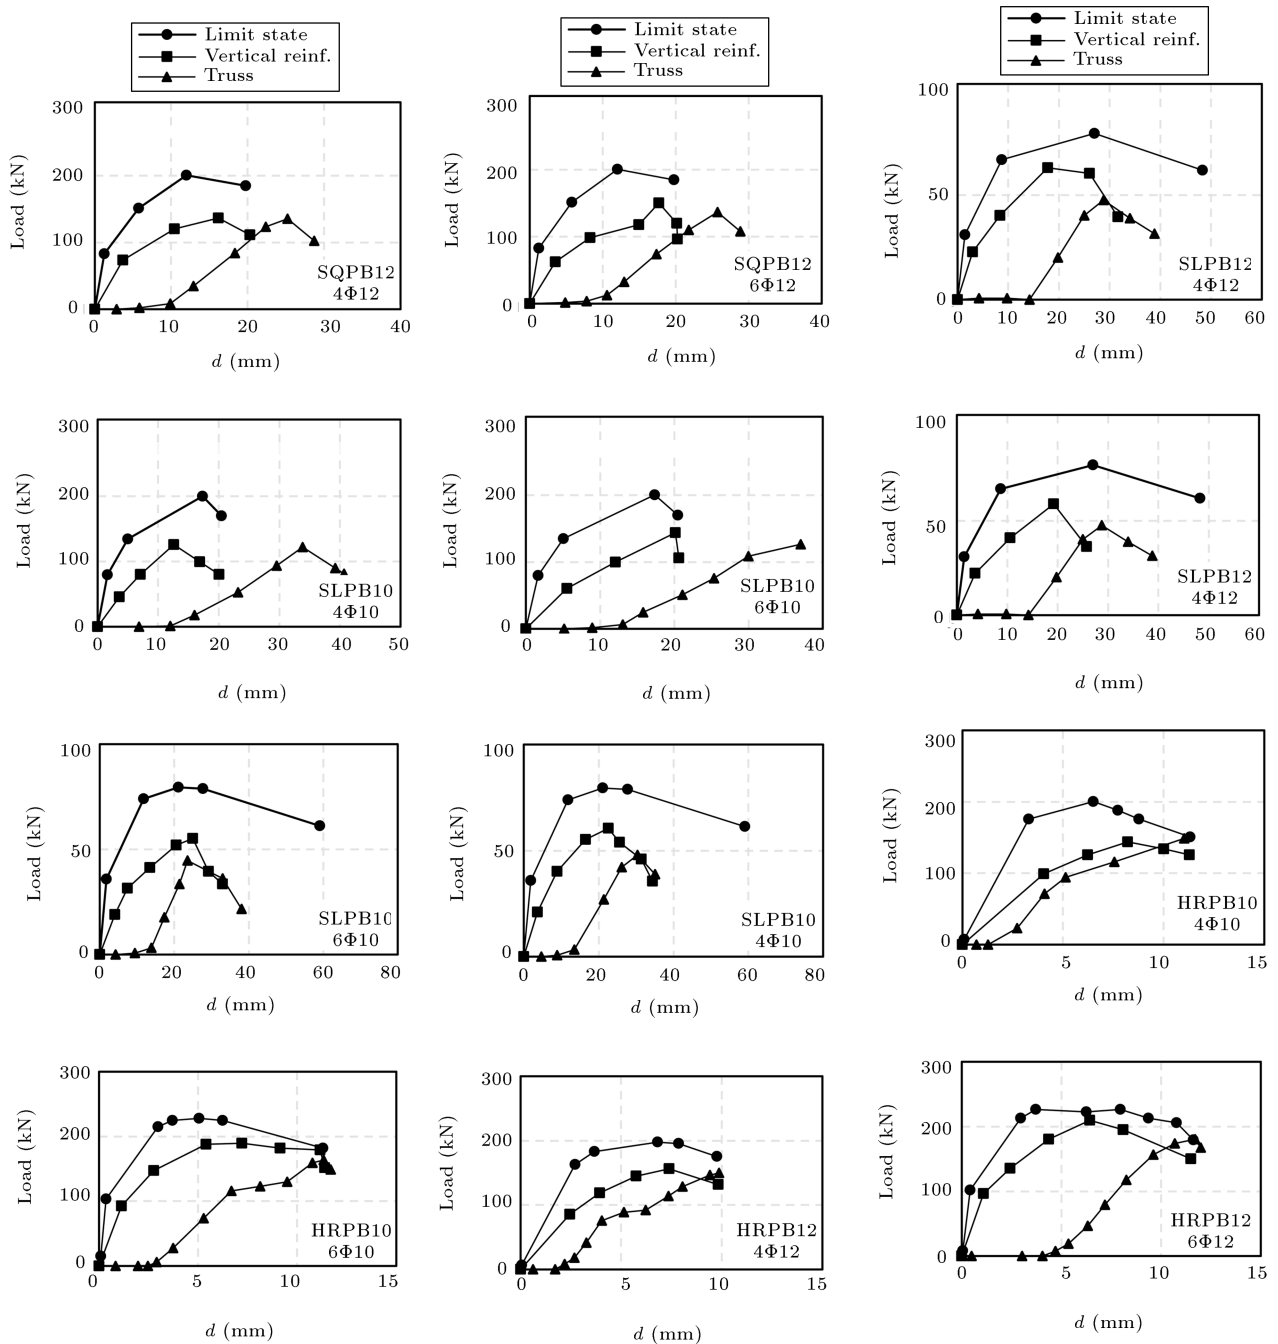 Limit state
Vertical reinf.
Truss
Limit state
Vertical reinf.
Truss
Limit state
Vertical reinf.
Truss
300
200
100
0
Load (kN)
SQPB12
4Φ12
0 10 20 30 40
d (mm)
300
200
100
0
Load (kN)
SQPB12
6Φ12
0 10 20 30 40
d (mm)
100
50
0
Load (kN)
SLPB12
4Φ12
0 10 20 30 40 50 60
d (mm)
300
200
100
0
Load (kN)
SLPB10
4Φ10
0 10 20 30 40 50
d (mm)
300
200
100
0
Load (kN)
SLPB10
6Φ10
0 10 20 30 40
d (mm)
100
50
0
Load (kN)
SLPB12
4Φ12
0 10 20 30 40 50 60
d (mm)
100
50
0
Load (kN)
SLPB10
6Φ10
0 20 40 60 80
d (mm)
100
50
0
Load (kN)
SLPB10
4Φ10
0 20 40 60 80
d (mm)
300
200
100
0
Load (kN)
HRPB10
4Φ10
0 5 10 15
d (mm)
300
200
100
0
Load (kN)
HRPB10
6Φ10
0 5 10 15
d (mm)
300
200
100
0
Load (kN)
HRPB12
4Φ12
0 5 10 15
d (mm)
300
200
100
0
Load (kN)
HRPB12
6Φ12
0 5 10 15
d (mm)